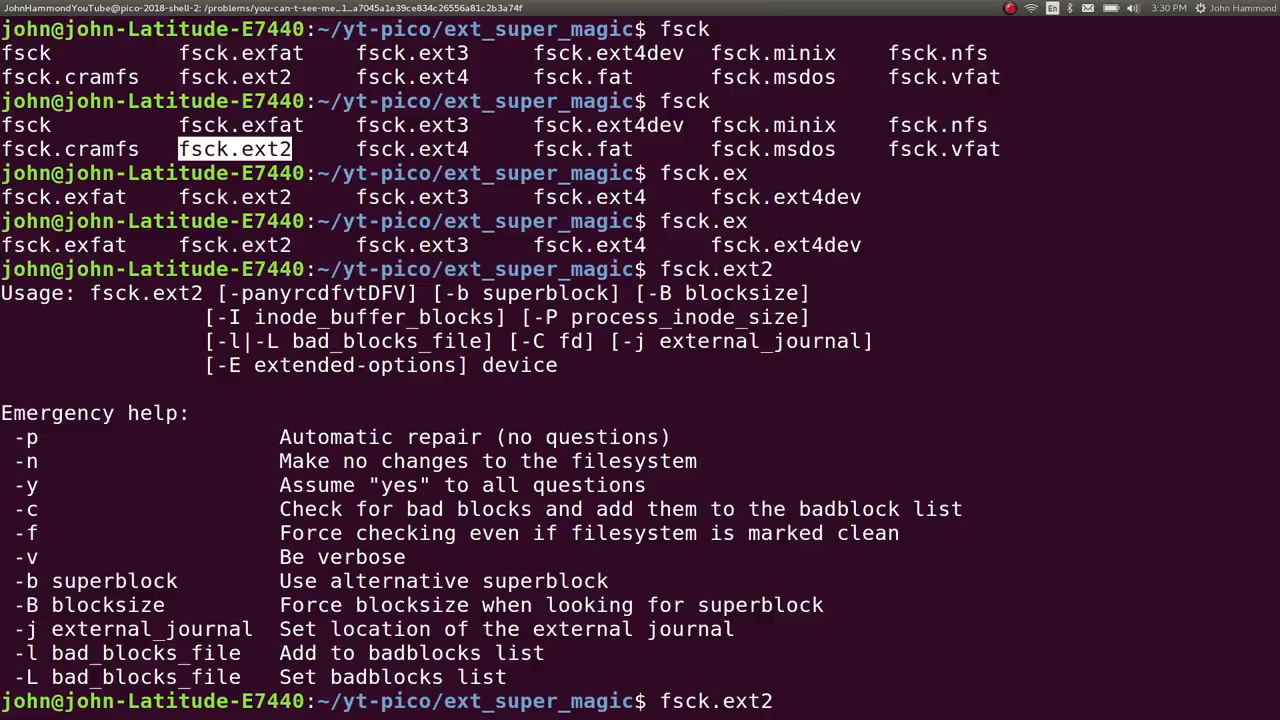 JohnHammondYouTube@pico-2018-shell-2: /problems/you-can-t-see-me_1_a7045a1e39ce834c26556a81c2b3a74f En 3:30 PM John Hammond
john@john-Latitude-E7440:~/yt-pico/ext_super_magic$ fsck
fsck fsck.exfat fsck.ext3 fsck.ext4dev fsck.minix fsck.nfs
fsck.cramfs fsck.ext2 fsck.ext4 fsck.fat fsck.msdos fsck.vfat
john@john-Latitude-E7440:~/yt-pico/ext_super_magic$ fsck
fsck fsck.exfat fsck.ext3 fsck.ext4dev fsck.minix fsck.nfs
fsck.cramfs fsck.ext2 fsck.ext4 fsck.fat fsck.msdos fsck.vfat
john@john-Latitude-E7440:~/yt-pico/ext_super_magic$ fsck.ex
fsck.exfat fsck.ext2 fsck.ext3 fsck.ext4 fsck.ext4dev
john@john-Latitude-E7440:~/yt-pico/ext_super_magic$ fsck.ex
fsck.exfat fsck.ext2 fsck.ext3 fsck.ext4 fsck.ext4dev
john@john-Latitude-E7440:~/yt-pico/ext_super_magic$ fsck.ext2
Usage: fsck.ext2 [-panyrcdfvtDFV] [-b superblock] [-B blocksize]
[-I inode_buffer_blocks] [-P process_inode_size]
[-l|-L bad_blocks_file] [-C fd] [-j external_journal]
[-E extended-options] device
Emergency help:
-p Automatic repair (no questions)
-n Make no changes to the filesystem
-y Assume "yes" to all questions
-c Check for bad blocks and add them to the badblock list
-f Force checking even if filesystem is marked clean
-v Be verbose
-b superblock Use alternative superblock
-B blocksize Force blocksize when looking for superblock
-j external_journal Set location of the external journal
-l bad_blocks_file Add to badblocks list
-L bad_blocks_file Set badblocks list
john@john-Latitude-E7440:~/yt-pico/ext_super_magic$ fsck.ext2